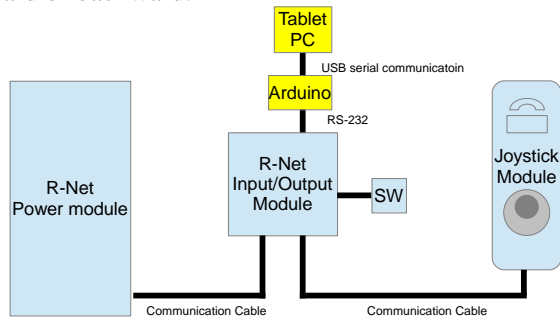 Tablet
PC
USB serial communicatoin
Arduino
RS-232
R-Net
Input/Output
Module
SW
R-Net
Power module
Joystick
Module
Communication Cable
Communication Cable